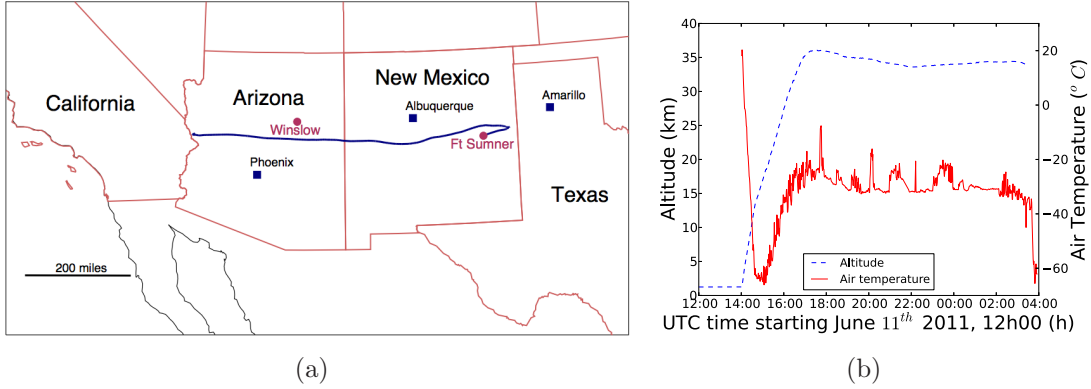 California
Arizona
New Mexico
Texas
Winslow
Phoenix
Albuquerque
Ft Sumner
Amarillo
200 miles
(a)
40
35
30
25
20
15
10
5
0
Altitude (km)
20
0
−20
−40
−60
Air Temperature (° C)
Altitude
Air temperature
12:00 14:00 16:00 18:00 20:00 22:00 00:00 02:00 04:00
UTC time starting June 11th 2011, 12h00 (h)
(b)